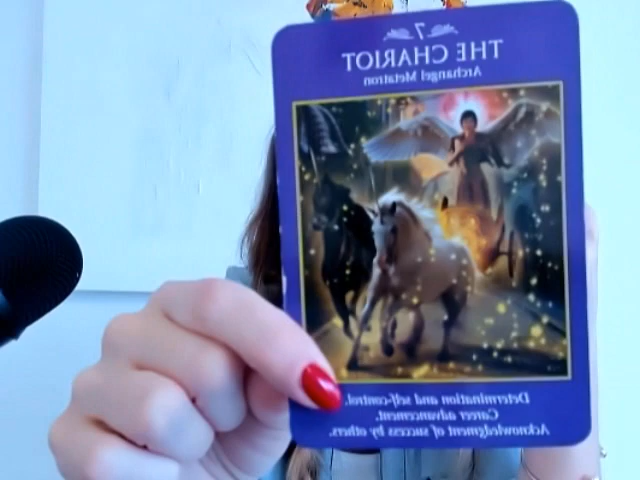 7
THE CHARIOT
Archangel Metatron
Determination and self-control.
Career advancement.
Acknowledgment of success by others.